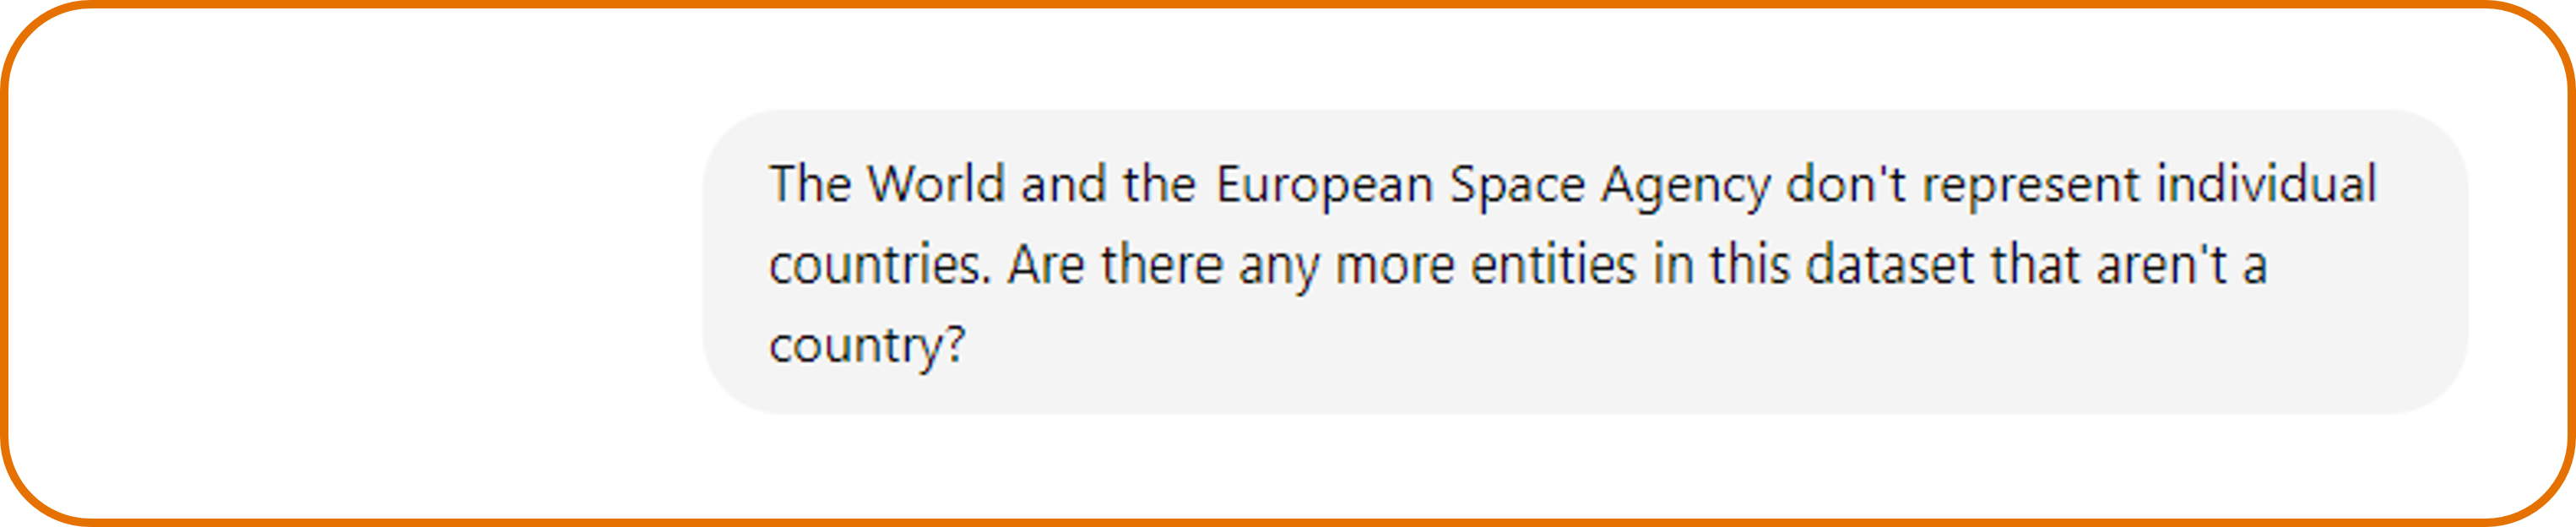 The World and the European Space Agency don't represent individual
countries. Are there any more entities in this dataset that aren't a
country?